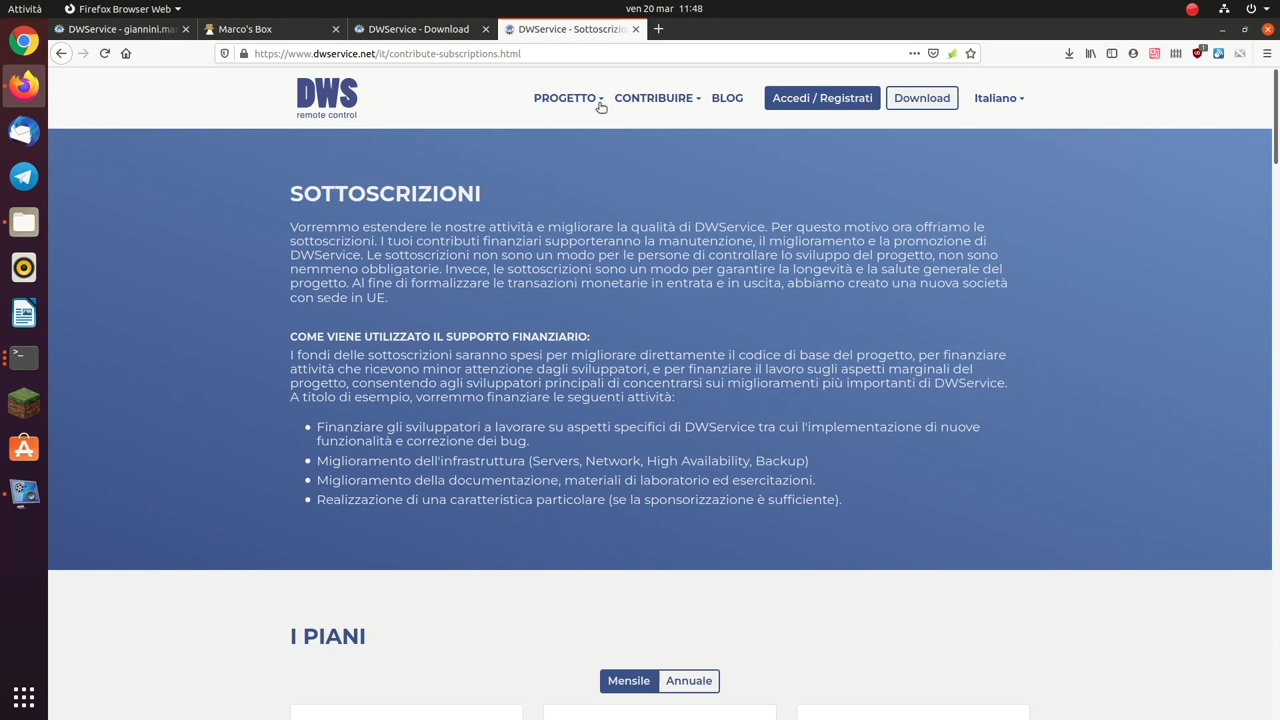 Attività
Firefox Browser Web
ven 20 mar 11:48
DWService - giannini.ma
Marco's Box
DWService - Download
DWService - Sottoscrizio
https://www.dwservice.net/it/contribute-subscriptions.html
1
DWS
remote control
PROGETTO
CONTRIBUIRE
BLOG
Accedi / Registrati
Download
Italiano
SOTTOSCRIZIONI
Vorremmo estendere le nostre attività e migliorare la qualità di DWService. Per questo motivo ora offriamo le
sottoscrizioni. I tuoi contributi finanziari supporteranno la manutenzione, il miglioramento e la promozione di
DWService. Le sottoscrizioni non sono un modo per le persone di controllare lo sviluppo del progetto, non sono
nemmeno obbligatorie. Invece, le sottoscrizioni sono un modo per garantire la longevità e la salute generale del
progetto. Al fine di formalizzare le transazioni monetarie in entrata e in uscita, abbiamo creato una nuova società
con sede in UE.
COME VIENE UTILIZZATO IL SUPPORTO FINANZIARIO:
I fondi delle sottoscrizioni saranno spesi per migliorare direttamente il codice di base del progetto, per finanziare
attività che ricevono minor attenzione dagli sviluppatori, e per finanziare il lavoro sugli aspetti marginali del
progetto, consentendo agli sviluppatori principali di concentrarsi sui miglioramenti più importanti di DWService.
A titolo di esempio, vorremmo finanziare le seguenti attività:
Finanziare gli sviluppatori a lavorare su aspetti specifici di DWService tra cui l'implementazione di nuove
funzionalità e correzione dei bug.
Miglioramento dell'infrastruttura (Servers, Network, High Availability, Backup)
Miglioramento della documentazione, materiali di laboratorio ed esercitazioni.
Realizzazione di una caratteristica particolare (se la sponsorizzazione è sufficiente).
I PIANI
Mensile
Annuale